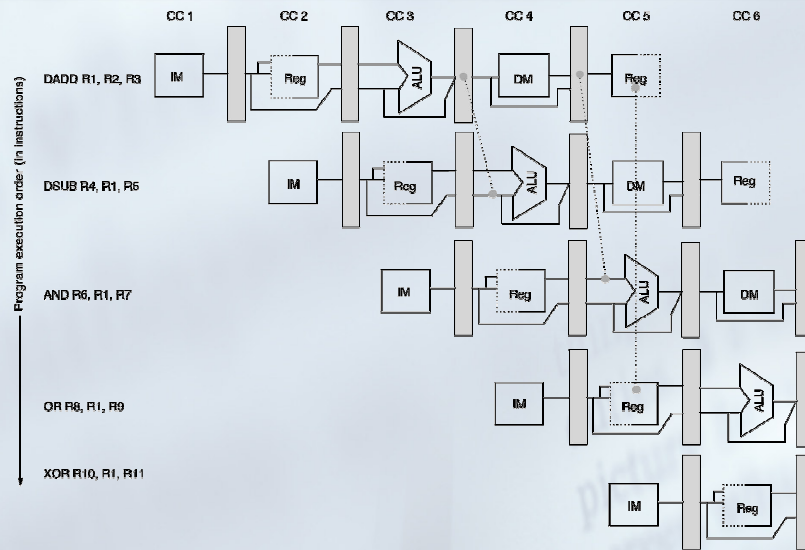 CC 1 CC 2 CC 3 CC 4 CC 5 CC 6
Program execution order (in instructions)
DADD R1, R2, R3
IM Reg ALU DM Reg
DSUB R4, R1, R5
IM Reg ALU DM Reg
AND R6, R1, R7
IM Reg ALU DM
OR R8, R1, R9
IM Reg ALU
XOR R10, R1, R11
IM Reg